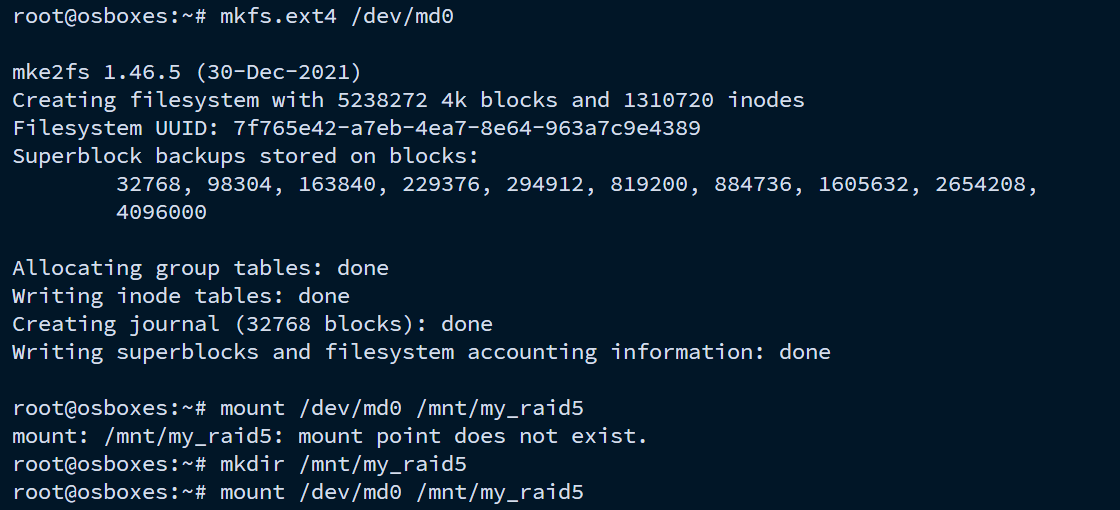 root@osboxes:~# mkfs.ext4 /dev/md0
mke2fs 1.46.5 (30-Dec-2021)
Creating filesystem with 5238272 4k blocks and 1310720 inodes
Filesystem UUID: 7f765e42-a7eb-4ea7-8e64-963a7c9e4389
Superblock backups stored on blocks:
32768, 98304, 163840, 229376, 294912, 819200, 884736, 1605632, 2654208,
4096000
Allocating group tables: done
Writing inode tables: done
Creating journal (32768 blocks): done
Writing superblocks and filesystem accounting information: done
root@osboxes:~# mount /dev/md0 /mnt/my_raid5
mount: /mnt/my_raid5: mount point does not exist.
root@osboxes:~# mkdir /mnt/my_raid5
root@osboxes:~# mount /dev/md0 /mnt/my_raid5